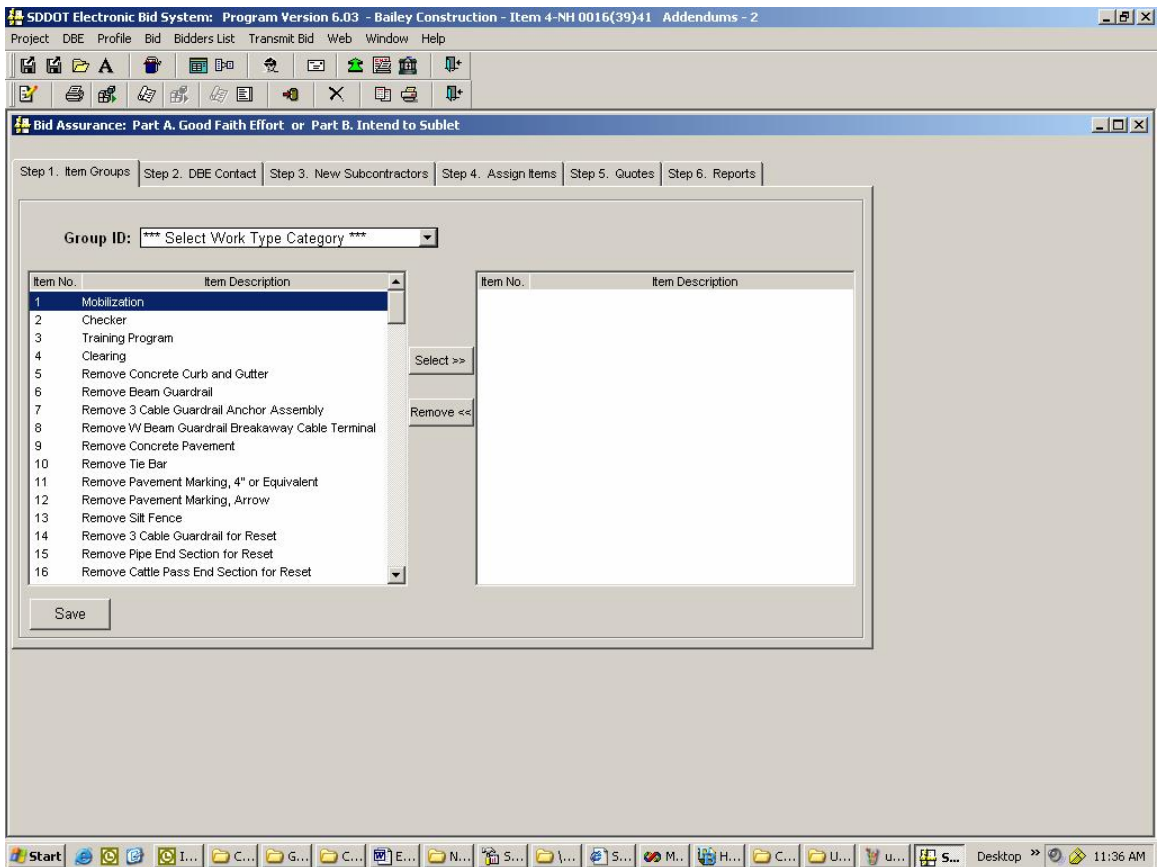 SDDOT Electronic Bid System: Program Version 6.03 - Bailey Construction - Item 4-NH 0016(39)41 Addendums - 2
Project DBE Profile Bid Bidders List Transmit Bid Web Window Help
A
Bid Assurance: Part A. Good Faith Effort or Part B. Intend to Sublet
Step 1. Item Groups Step 2. DBE Contact Step 3. New Subcontractors Step 4. Assign Items Step 5. Quotes Step 6. Reports
Group ID: *** Select Work Type Category ***
Item No. Item Description Item No. Item Description
1 Mobilization
2 Checker
3 Training Program
4 Clearing
Select >>
5 Remove Concrete Curb and Gutter
6 Remove Beam Guardrail
7 Remove 3 Cable Guardrail Anchor Assembly
Remove <<
8 Remove W Beam Guardrail Breakaway Cable Terminal
9 Remove Concrete Pavement
10 Remove Tie Bar
11 Remove Pavement Marking, 4" or Equivalent
12 Remove Pavement Marking, Arrow
13 Remove Silt Fence
14 Remove 3 Cable Guardrail for Reset
15 Remove Pipe End Section for Reset
16 Remove Cattle Pass End Section for Reset
Save
Start I... C... G... C... E... N... S... \... S... M.. H... C... U... u... S... Desktop » 11:36 AM